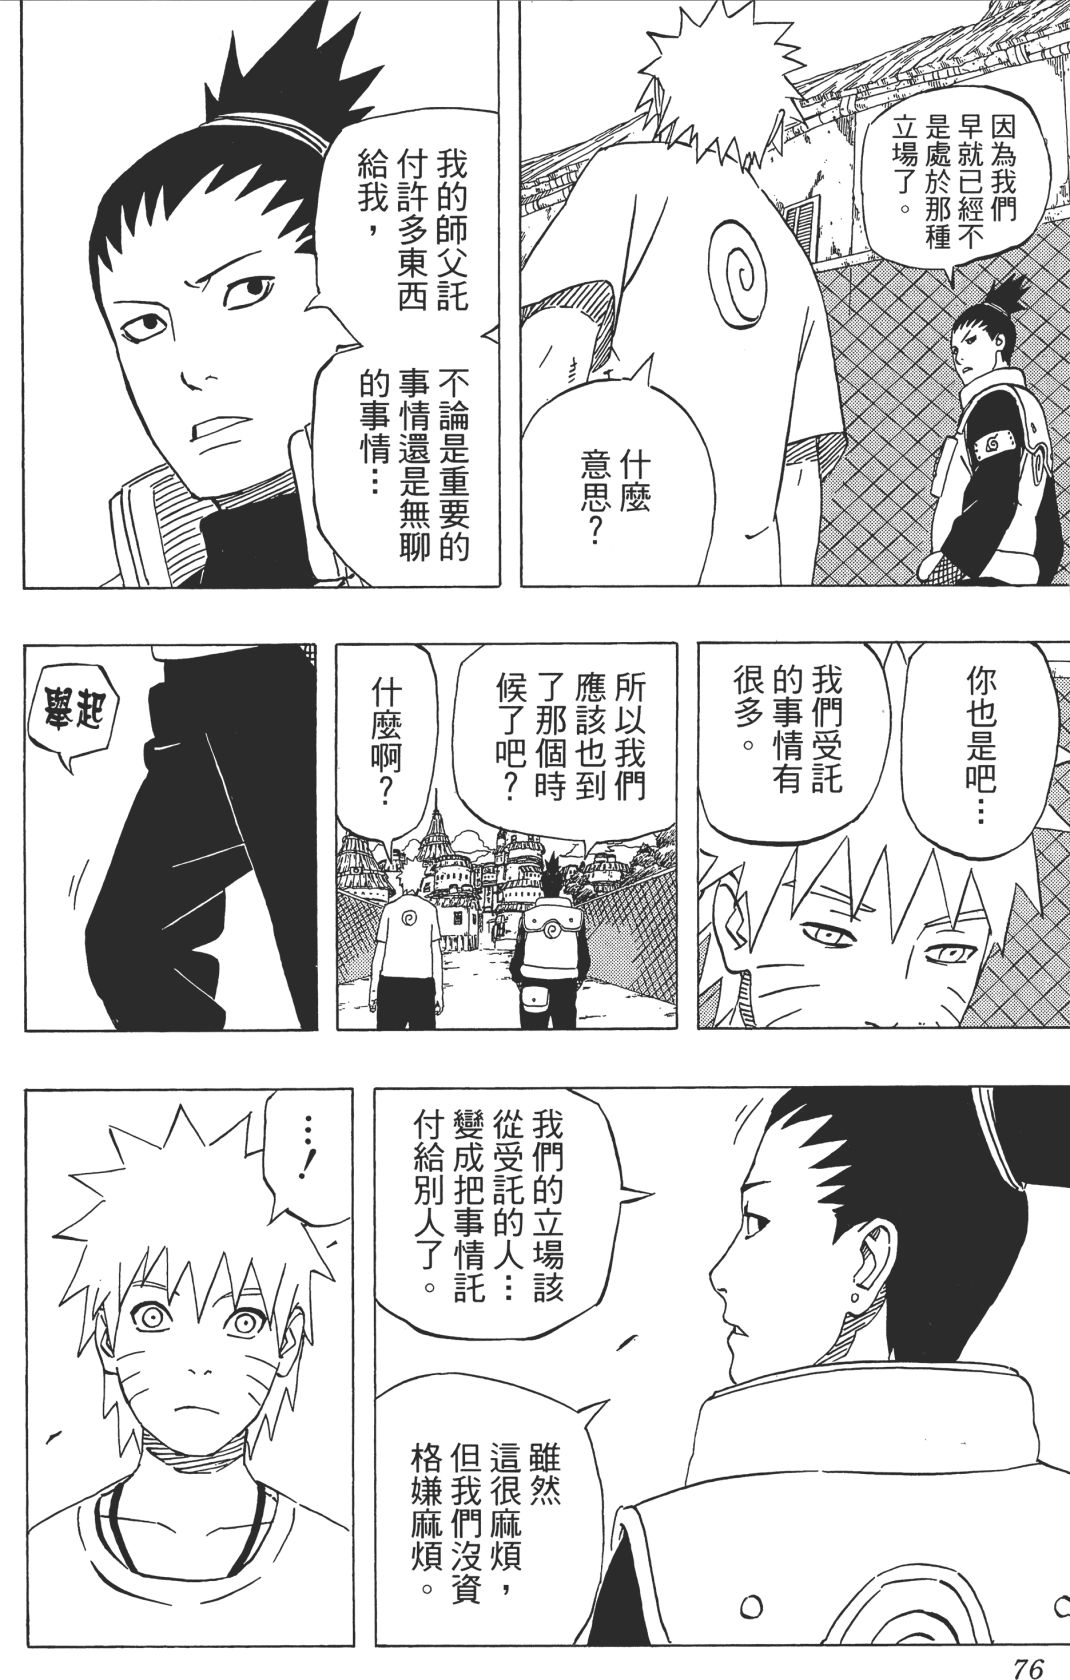 因為我們
早就已經不
是處於那種
立場了。
什麼
意思?
我的師父託
付許多東西
給我,
不論是重要的
事情還是無聊
的事情…
你也是吧…
我們受託
的事情有
很多。
所以我們
應該也到
了那個時
候了吧?
什麼啊?
舉起
我們的立場該
從受託的人…
變成把事情託
付給別人了。
雖然
這很麻煩,
但我們沒資
格嫌麻煩。
…!
76